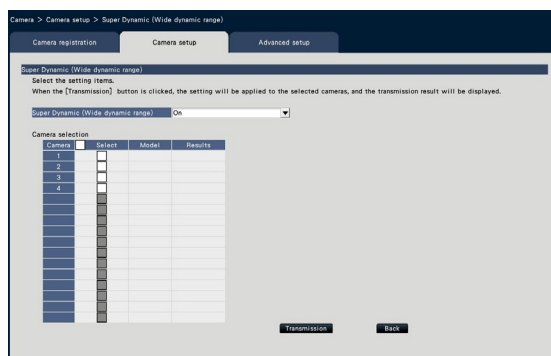 Camera > Camera setup > Super Dynamic (Wide dynamic range)
Camera registration
Camera setup
Advanced setup
Super Dynamic (Wide dynamic range)
Select the setting items.
When the [Transmission] button is clicked, the setting will be applied to the selected cameras, and the transmission result will be displayed.
Super Dynamic (Wide dynamic range) On
Camera selection
Camera Select Model Results
1
2
3
4
Transmission Back